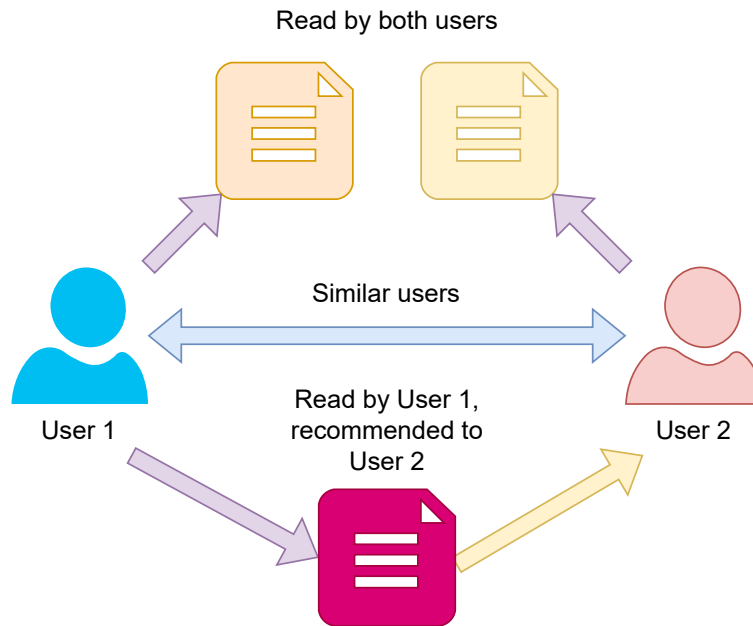 Read by both users
Similar users
User 1
User 2
Read by User 1,
recommended to
User 2